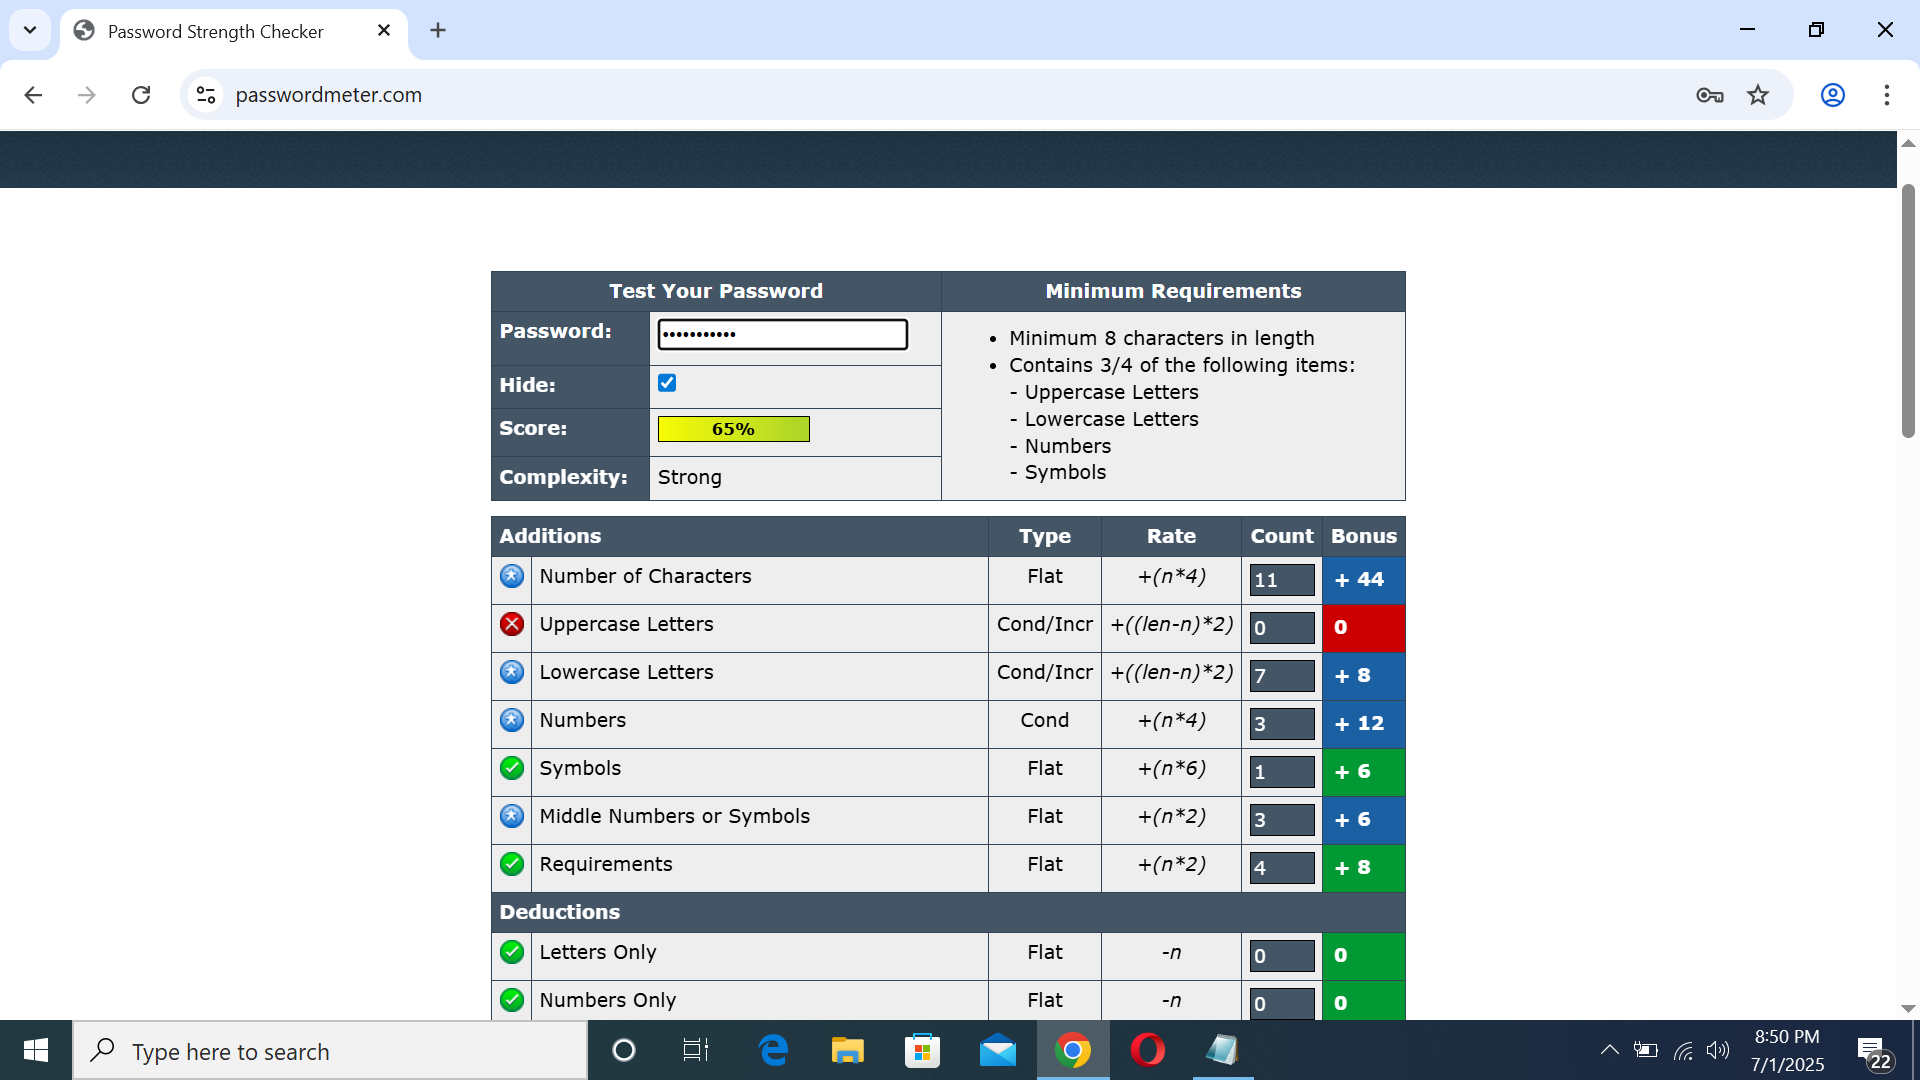 Password Strength Checker
passwordmeter.com
Test Your Password
Minimum Requirements
Password:
•••••••••••
Hide:
Score:
65%
Complexity:
Strong
• Minimum 8 characters in length
• Contains 3/4 of the following items:
- Uppercase Letters
- Lowercase Letters
- Numbers
- Symbols
Additions Type Rate Count Bonus
Number of Characters Flat +(n*4) 11 + 44
Uppercase Letters Cond/Incr +((len-n)*2) 0 0
Lowercase Letters Cond/Incr +((len-n)*2) 7 + 8
Numbers Cond +(n*4) 3 + 12
Symbols Flat +(n*6) 1 + 6
Middle Numbers or Symbols Flat +(n*2) 3 + 6
Requirements Flat +(n*2) 4 + 8
Deductions
Letters Only Flat -n 0 0
Numbers Only Flat -n 0 0
Type here to search
8:50 PM
7/1/2025
22